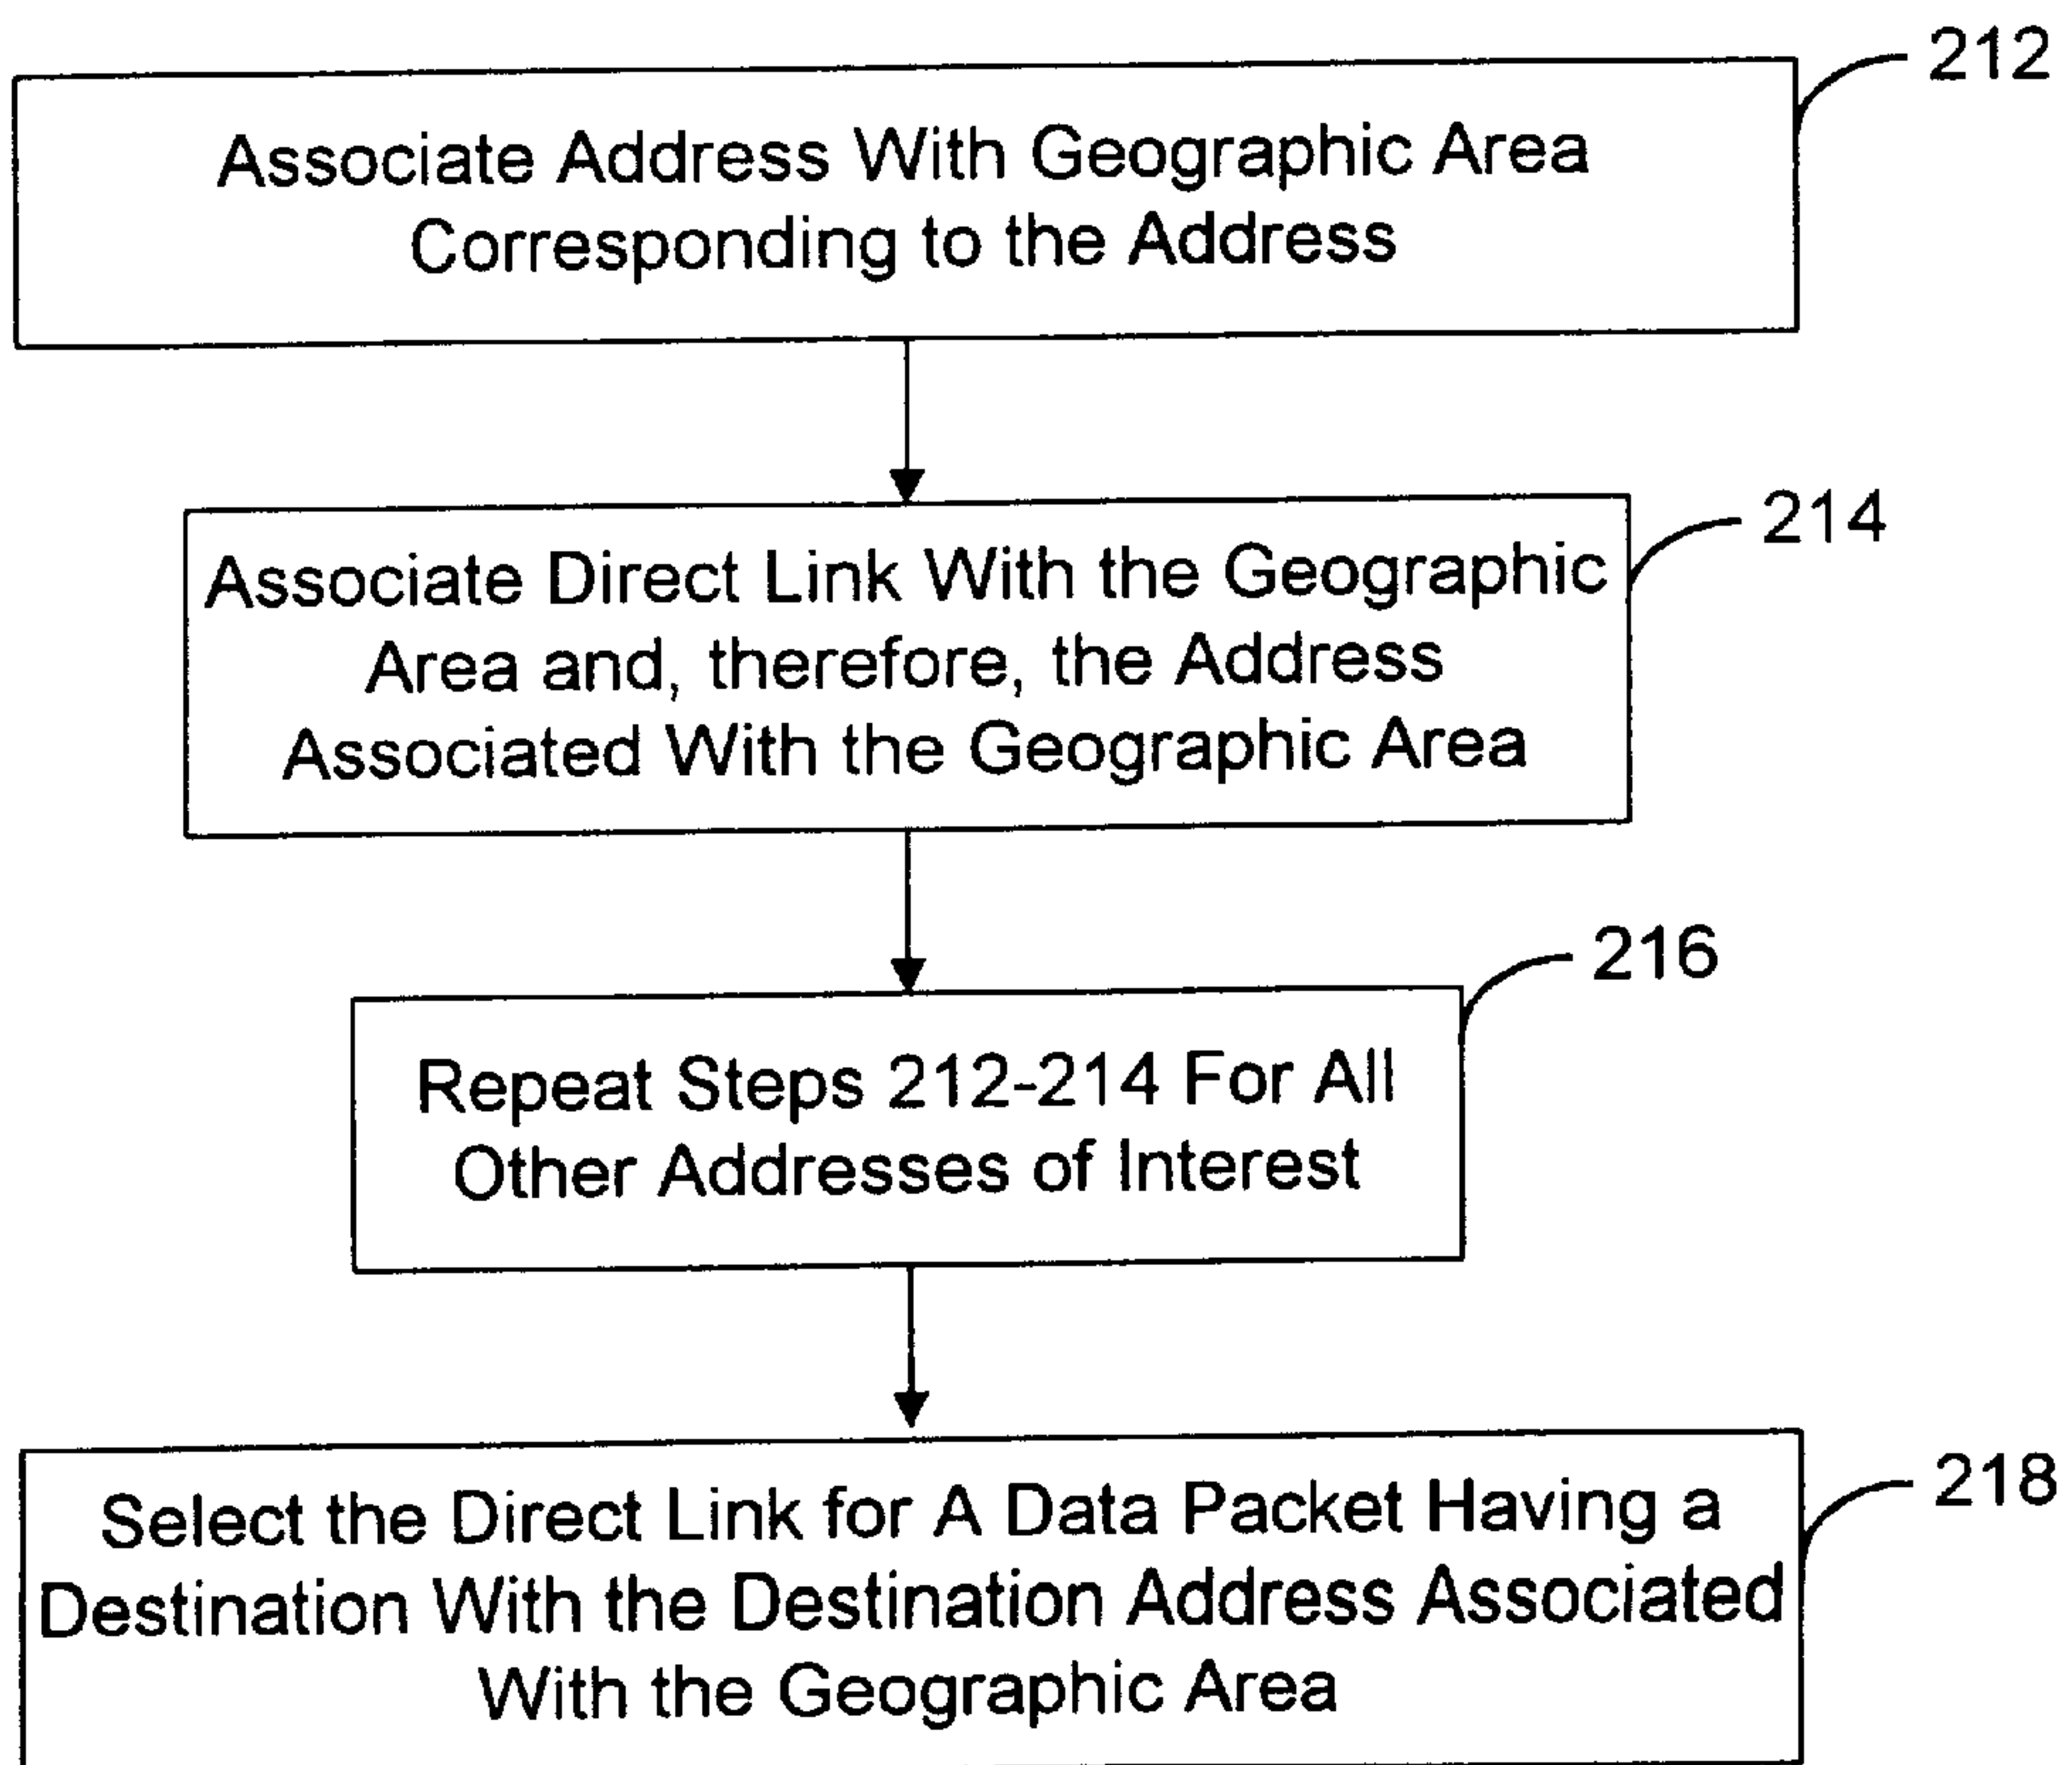 212
Associate Address With Geographic Area
Corresponding to the Address
214
Associate Direct Link With the Geographic
Area and, therefore, the Address
Associated With the Geographic Area
216
Repeat Steps 212-214 For All
Other Addresses of Interest
218
Select the Direct Link for A Data Packet Having a
Destination With the Destination Address Associated
With the Geographic Area